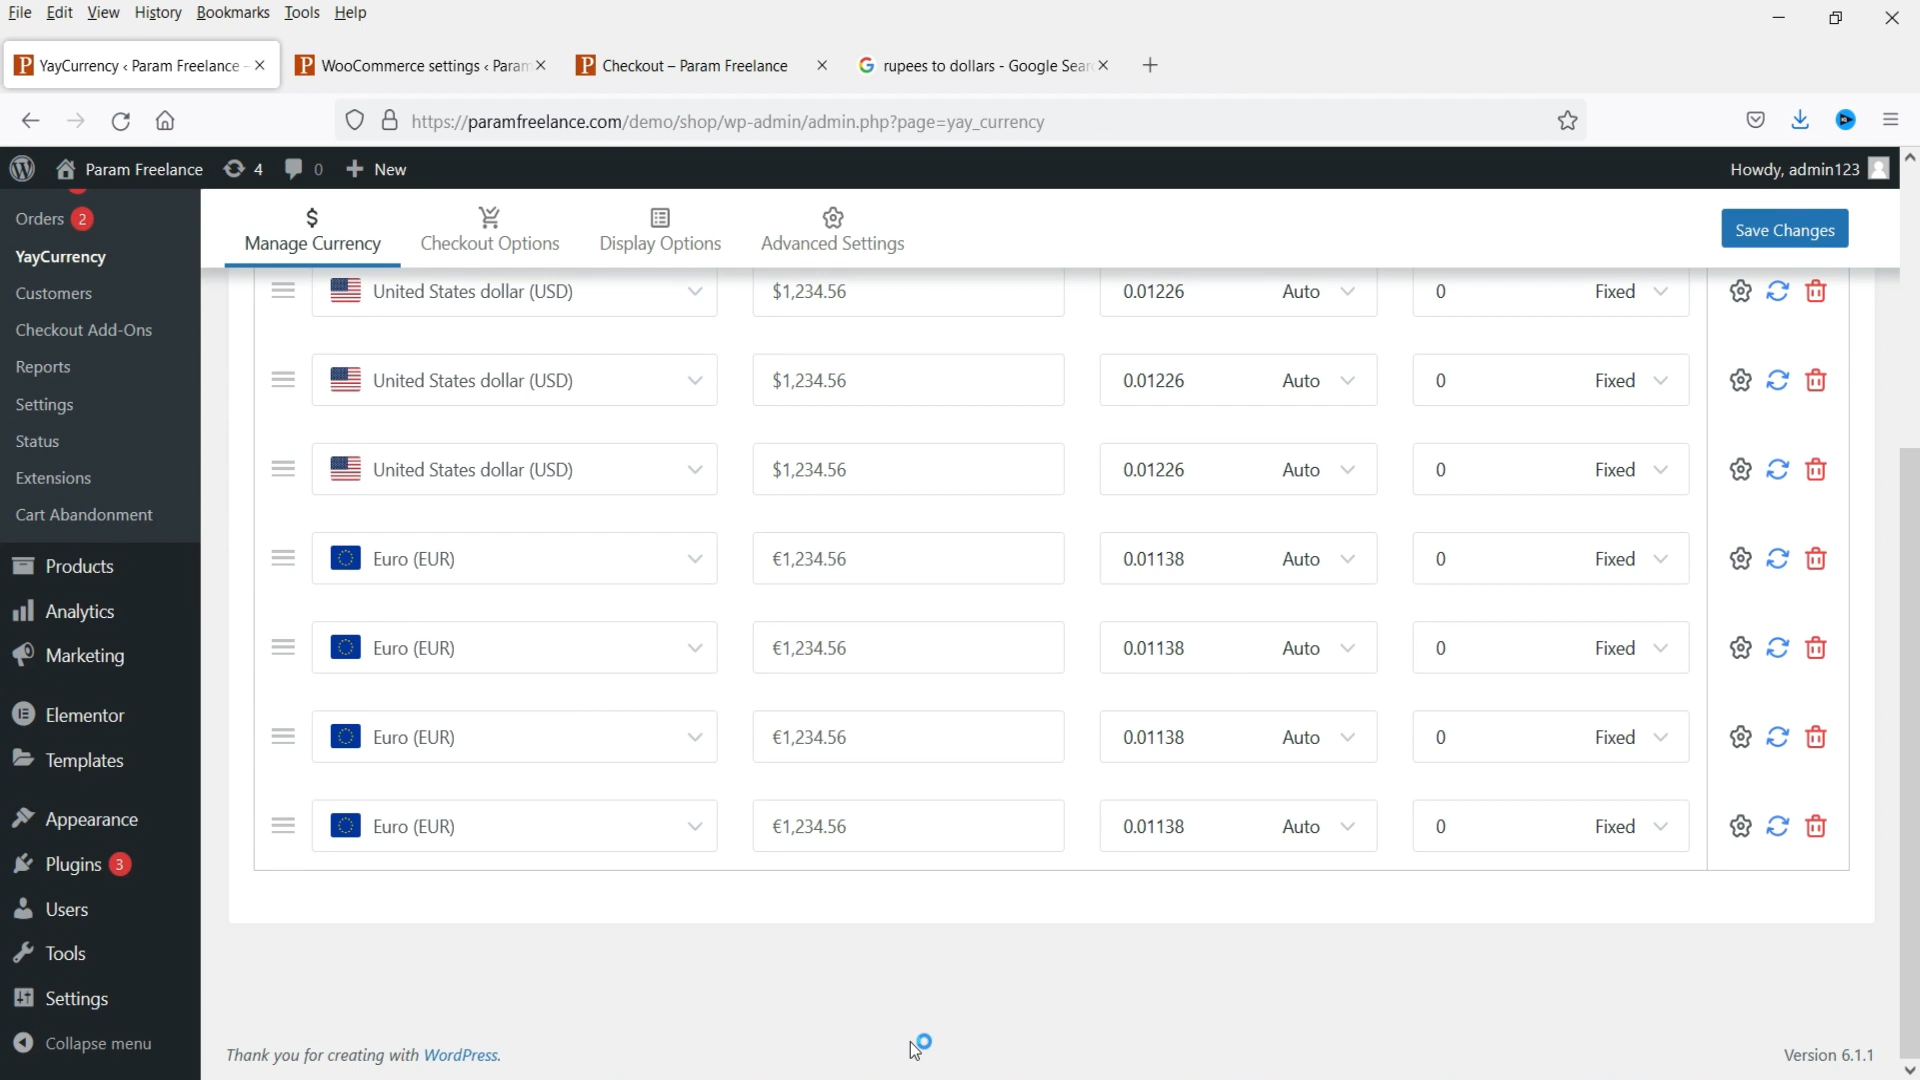 File Edit View History Bookmarks Tools Help
YayCurrency ‹ Param Freelance –
WooCommerce settings ‹ Param
Checkout – Param Freelance
rupees to dollars - Google Sear
https://paramfreelance.com/demo/shop/wp-admin/admin.php?page=yay_currency
Param Freelance 4 0 New Howdy, admin123
Orders 2
YayCurrency
Customers
Checkout Add-Ons
Reports
Settings
Status
Extensions
Cart Abandonment
Products
Analytics
Marketing
Elementor
Templates
Appearance
Plugins 3
Users
Tools
Settings
Collapse menu
Manage Currency Checkout Options Display Options Advanced Settings Save Changes
United States dollar (USD) $1,234.56 0.01226 Auto 0 Fixed
United States dollar (USD) $1,234.56 0.01226 Auto 0 Fixed
United States dollar (USD) $1,234.56 0.01226 Auto 0 Fixed
Euro (EUR) €1,234.56 0.01138 Auto 0 Fixed
Euro (EUR) €1,234.56 0.01138 Auto 0 Fixed
Euro (EUR) €1,234.56 0.01138 Auto 0 Fixed
Euro (EUR) €1,234.56 0.01138 Auto 0 Fixed
Thank you for creating with WordPress. Version 6.1.1